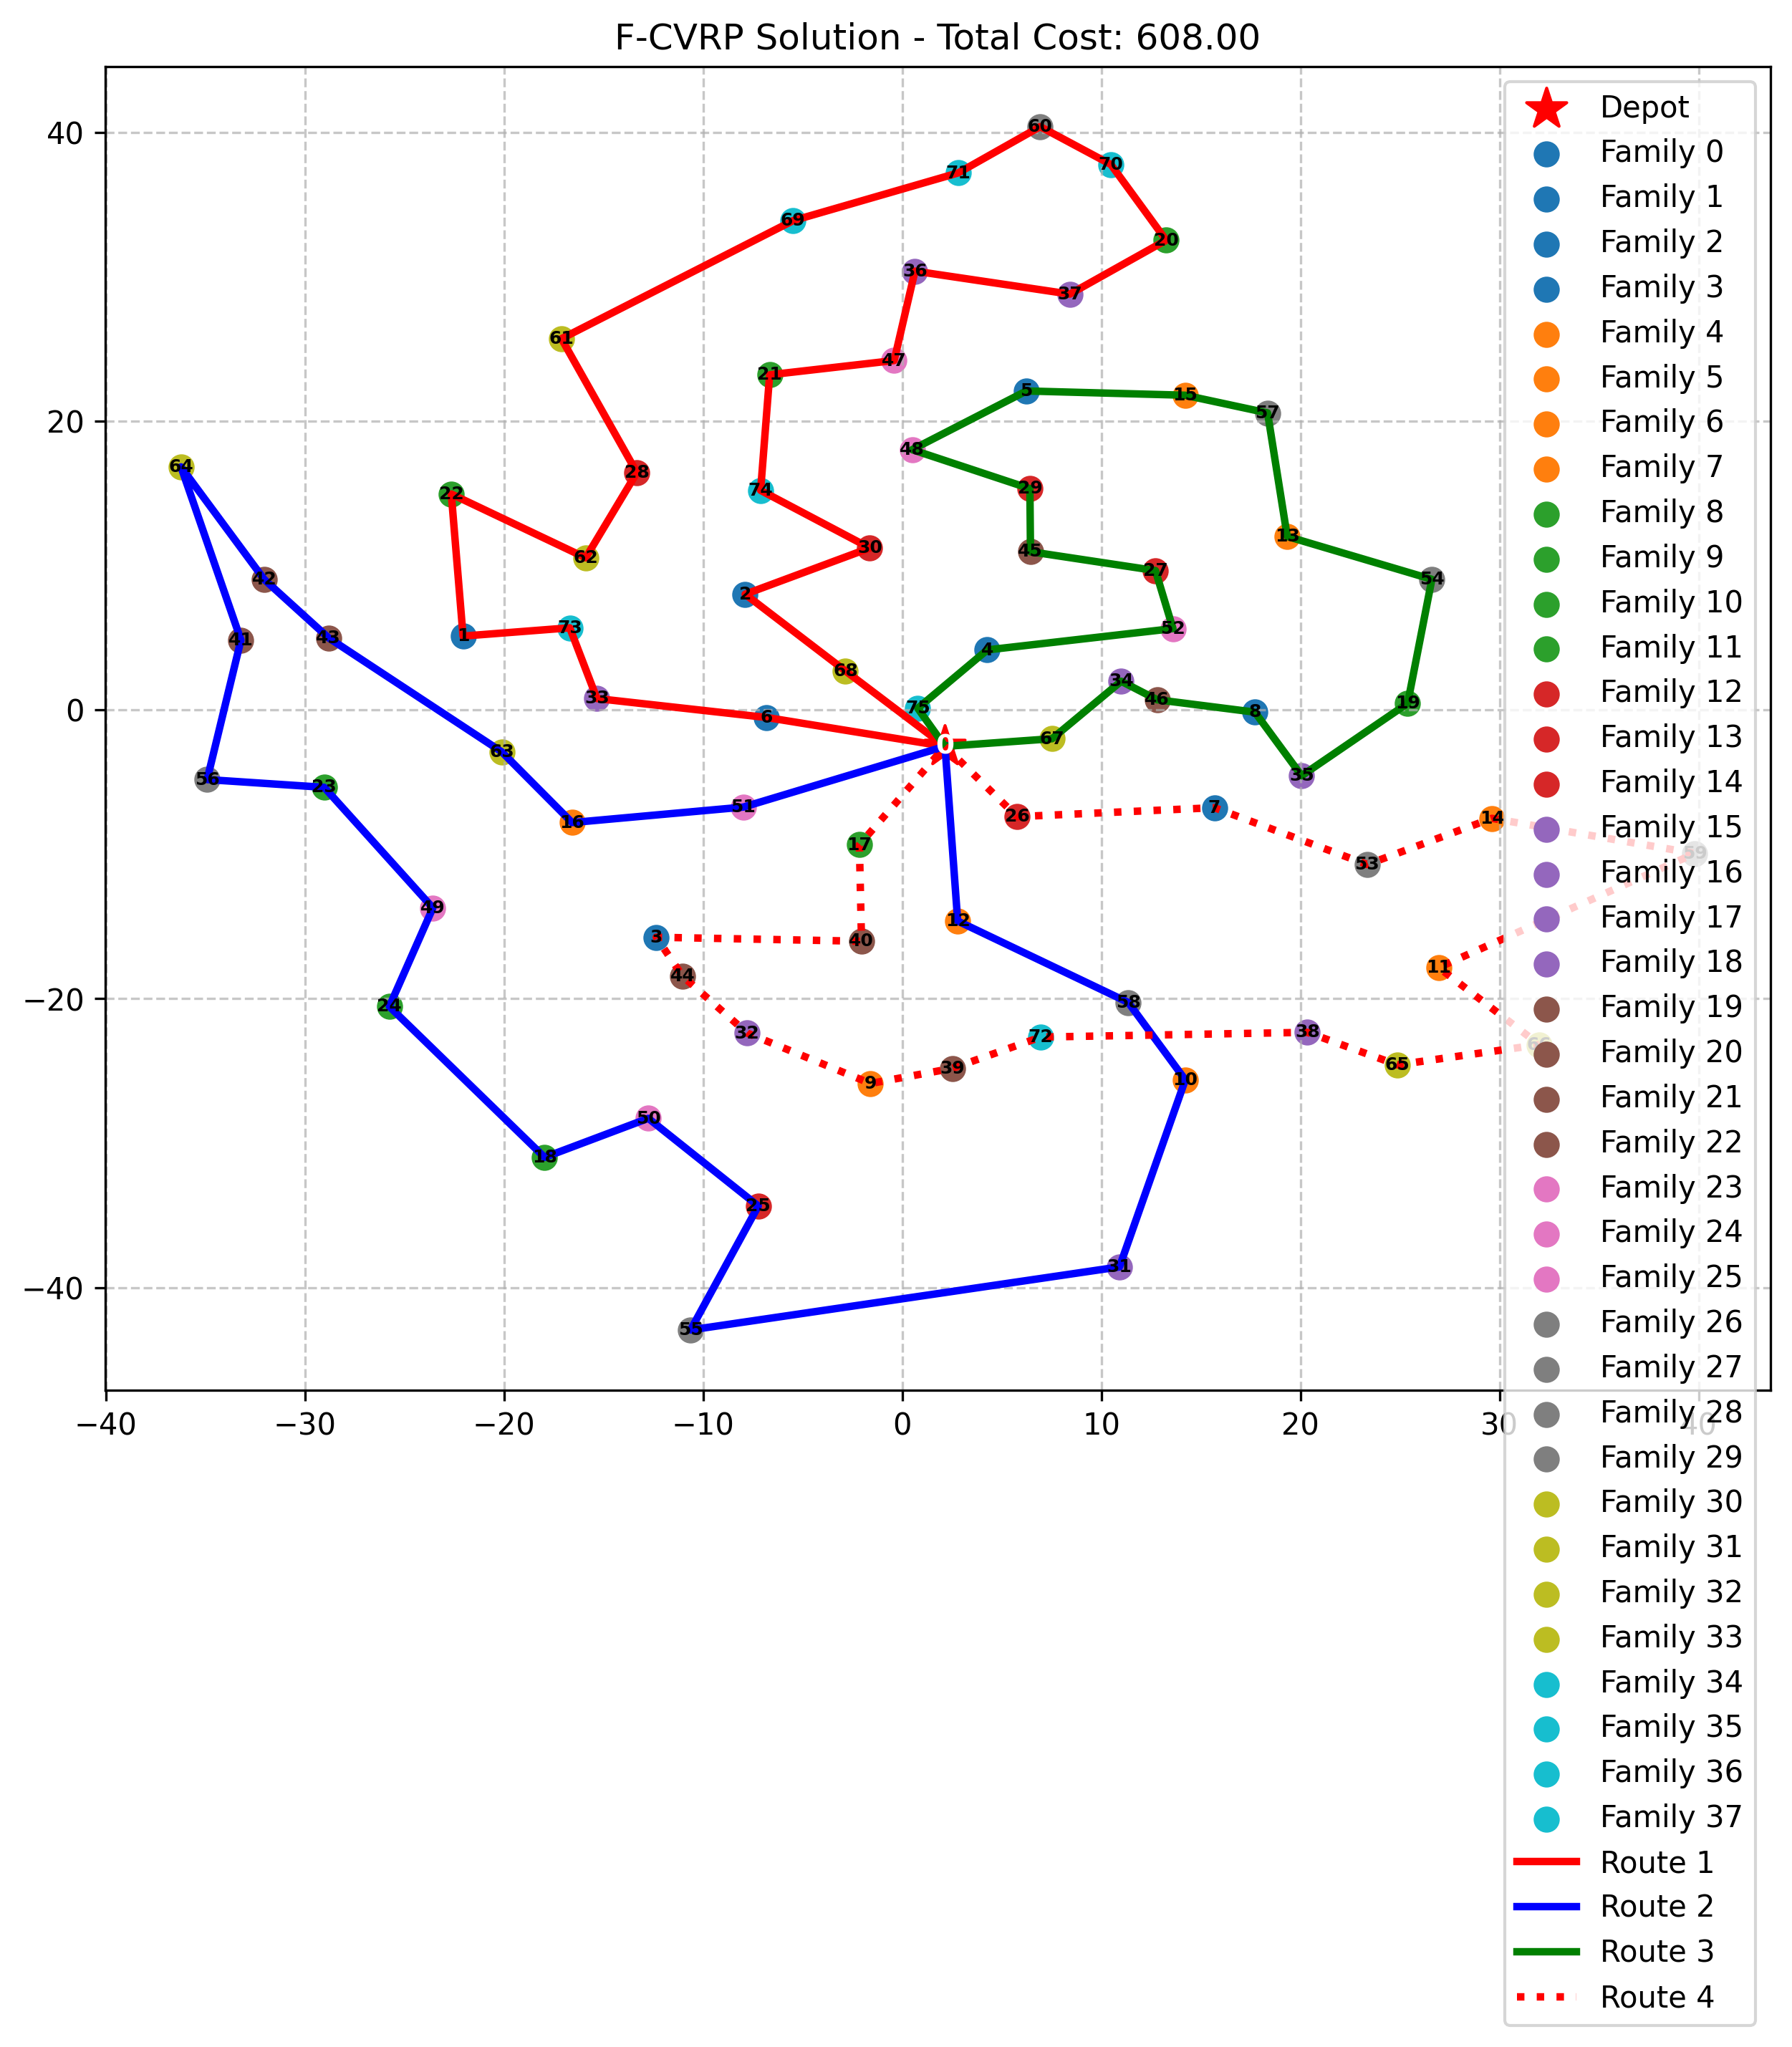 F-CVRP Solution - Total Cost: 608.00
40
20
0
−20
−40
−40
−30
−20
−10
0
10
20
30
40
60
71
70
69
20
36
37
61
47
21
5
15
57
48
64
28
22
29
74
13
30
45
62
27
54
42
2
73
52
1
43
41
4
68
34
33
46
19
75
8
6
0
67
63
35
56
23
51
7
14
16
26
17
59
53
49
12
3
40
11
44
58
24
32
38
72
65
39
10
9
50
18
25
31
55
Depot
Family 0
Family 1
Family 2
Family 3
Family 4
Family 5
Family 6
Family 7
Family 8
Family 9
Family 10
Family 11
Family 12
Family 13
Family 14
Family 15
Family 16
Family 17
Family 18
Family 19
Family 20
Family 21
Family 22
Family 23
Family 24
Family 25
Family 26
Family 27
Family 28
Family 29
Family 30
Family 31
Family 32
Family 33
Family 34
Family 35
Family 36
Family 37
Route 1
Route 2
Route 3
Route 4